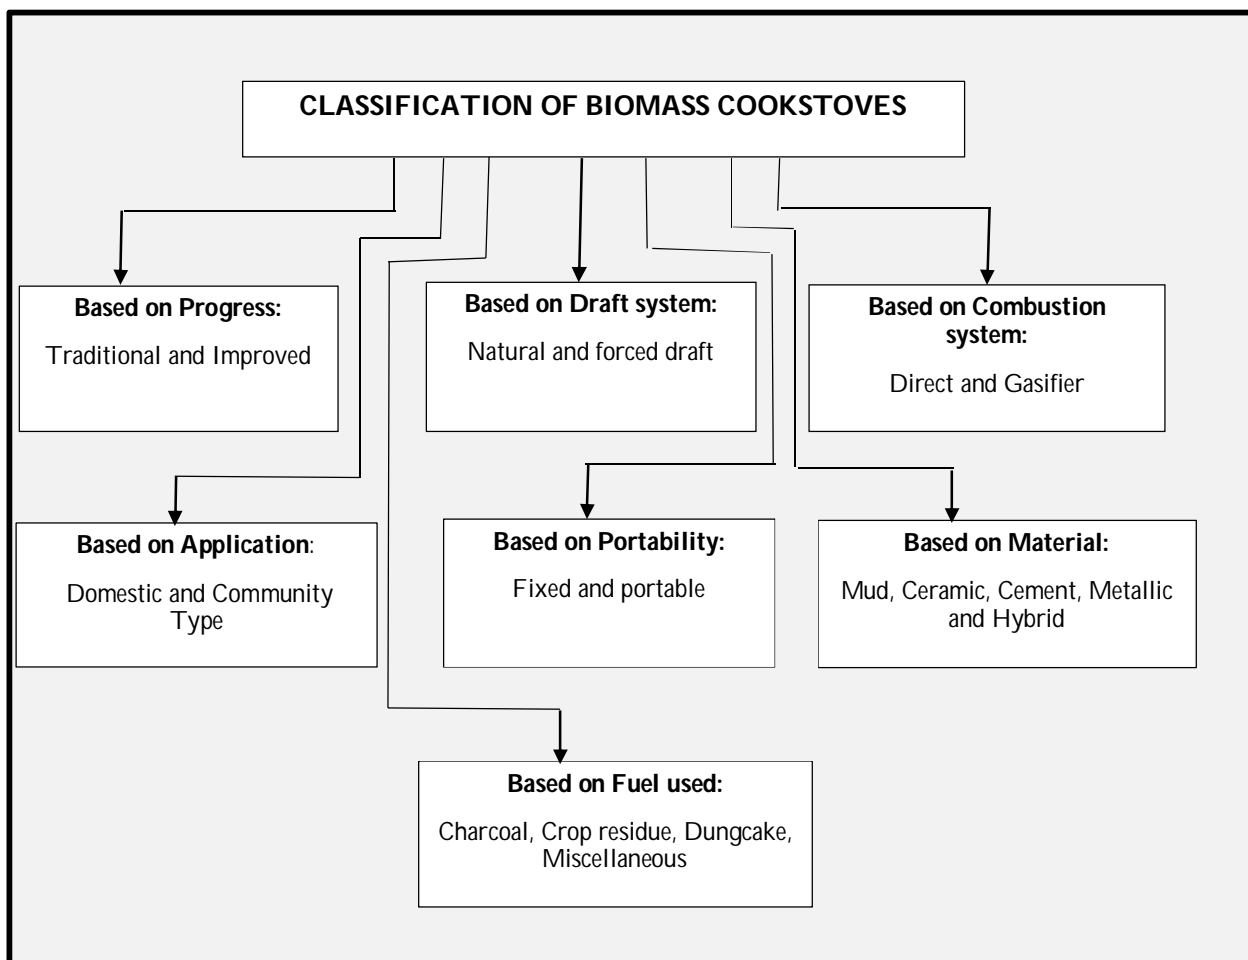 CLASSIFICATION OF BIOMASS COOKSTOVES
Based on Progress:
Traditional and Improved
Based on Draft system:
Natural and forced draft
Based on Combustion
system:
Direct and Gasifier
Based on Application:
Domestic and Community
Type
Based on Portability:
Fixed and portable
Based on Material:
Mud, Ceramic, Cement, Metallic
and Hybrid
Based on Fuel used:
Charcoal, Crop residue, Dungcake,
Miscellaneous